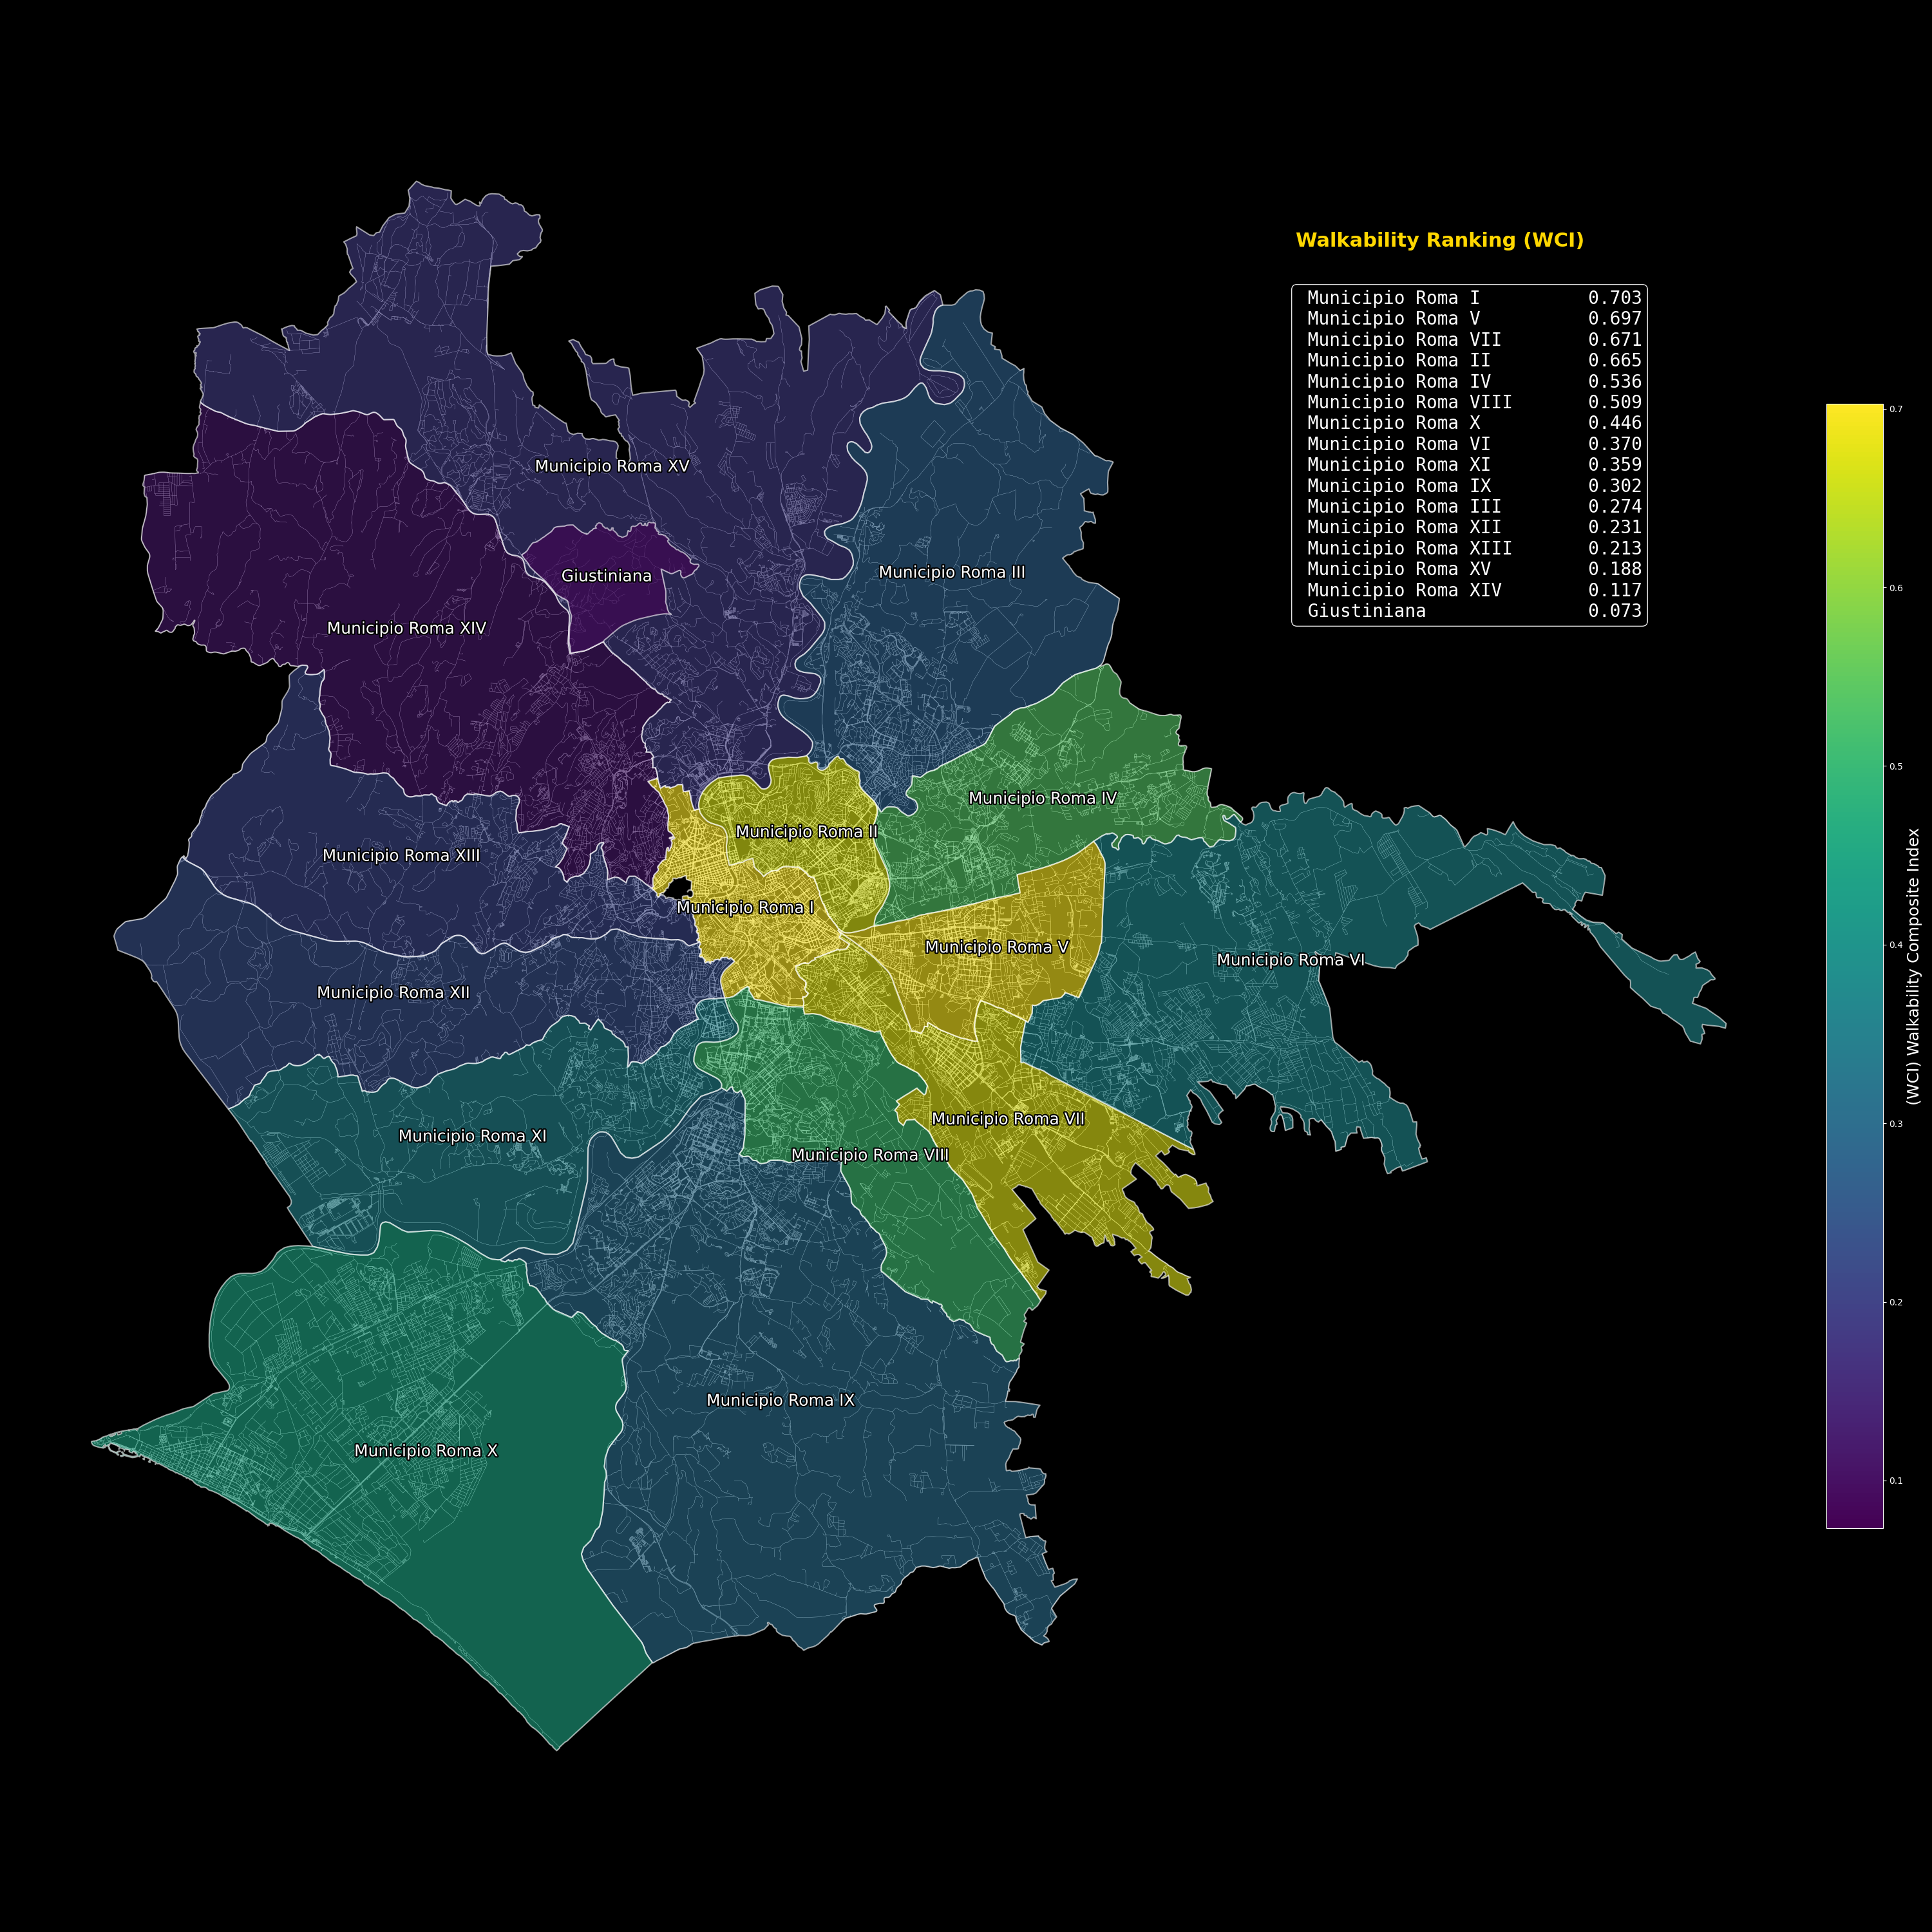 Walkability Ranking (WCI)
Municipio Roma I 0.703
Municipio Roma V 0.697
Municipio Roma VII 0.671
Municipio Roma II 0.665
Municipio Roma IV 0.536
Municipio Roma VIII 0.509
Municipio Roma X 0.446
Municipio Roma VI 0.370
Municipio Roma XI 0.359
Municipio Roma IX 0.302
Municipio Roma III 0.274
Municipio Roma XII 0.231
Municipio Roma XIII 0.213
Municipio Roma XV 0.188
Municipio Roma XIV 0.117
Giustiniana 0.073
Municipio Roma XV
Municipio Roma III
Giustiniana
Municipio Roma XIV
Municipio Roma IV
Municipio Roma II
Municipio Roma XIII
Municipio Roma I
Municipio Roma V
Municipio Roma VI
Municipio Roma XII
Municipio Roma VII
Municipio Roma XI
Municipio Roma VIII
Municipio Roma IX
Municipio Roma X
0.7
0.6
0.5
0.4
0.3
0.2
0.1
(WCI) Walkability Composite Index